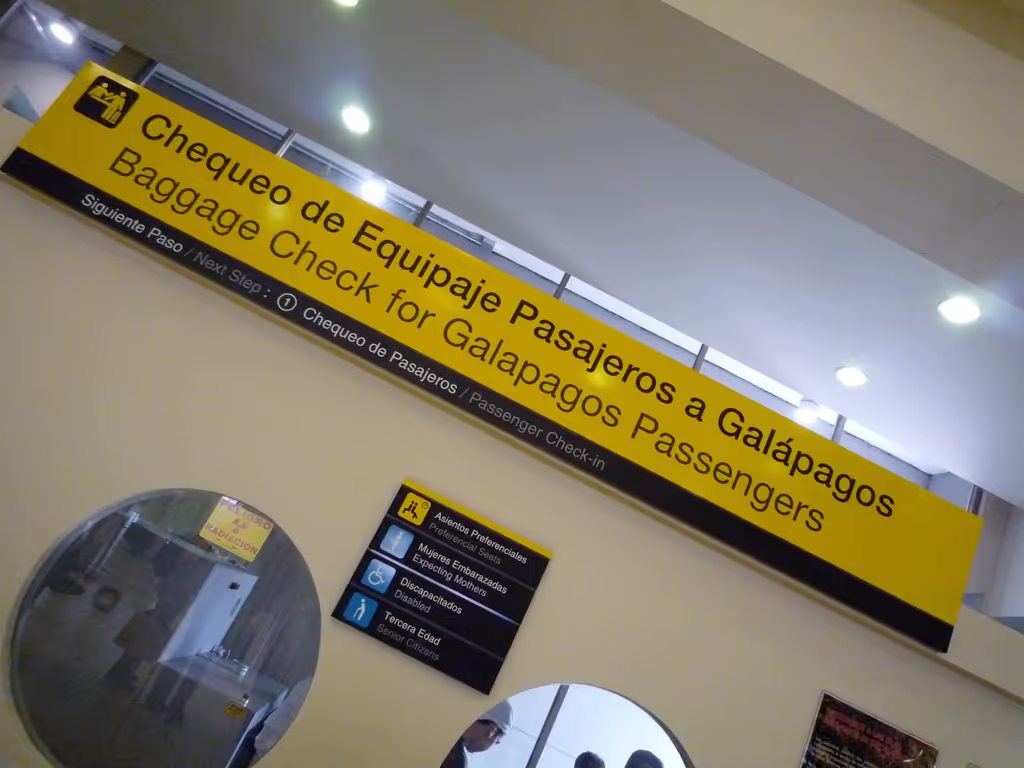 Chequeo de Equipaje Pasajeros a Galápagos
Baggage Check for Galapagos Passengers
Siguiente Paso / Next Step : 1 Chequeo de Pasajeros / Passenger Check-in
PELIGRO
RADIACION
Asientos Preferenciales
Preferencial Seats
Mujeres Embarazadas
Expecting Mothers
Discapacitados
Disabled
Tercera Edad
Senior Citizens